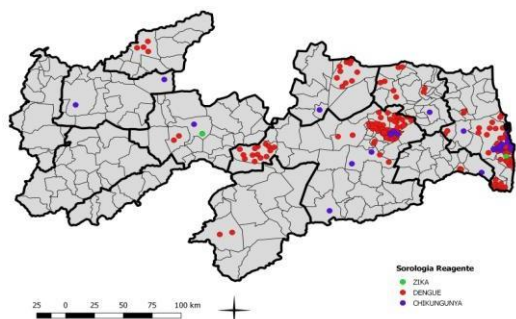 Sorologia Reagente
ZIKA
DENGUE
CHIKUNGUNYA
25 0 25 50 75 100 km